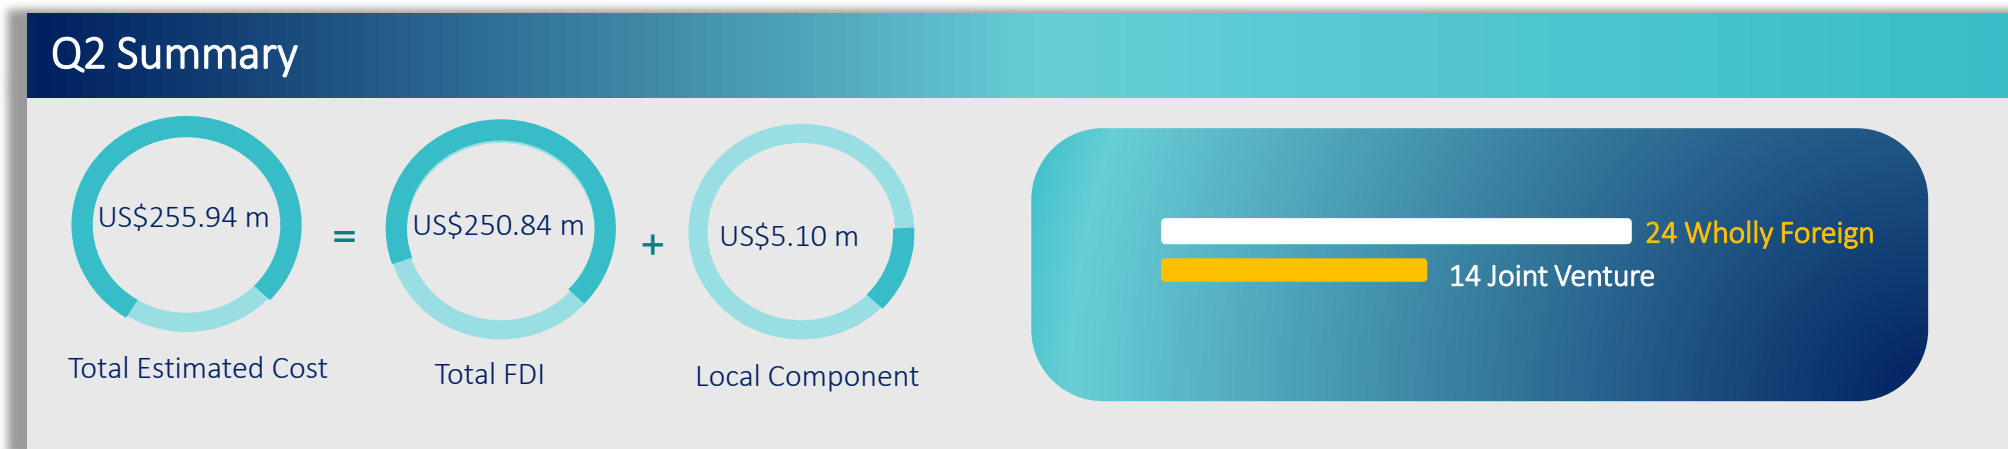 Q2 Summary
US$255.94 m
=
US$250.84 m
+
US$5.10 m
Total Estimated Cost
Total FDI
Local Component
24 Wholly Foreign
14 Joint Venture